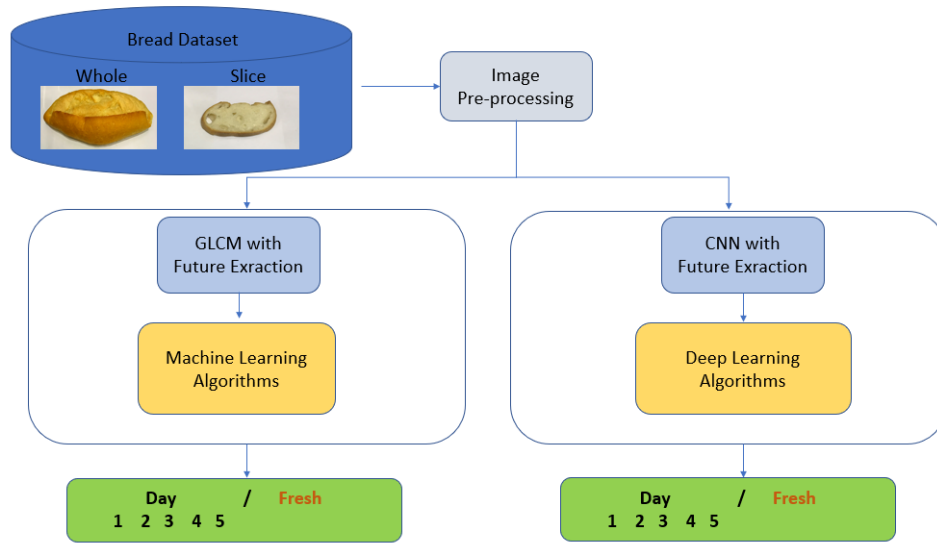 Bread Dataset
Whole Slice
Image
Pre-processing
GLCM with
Future Exraction
Machine Learning
Algorithms
Day / Fresh
1 2 3 4 5
CNN with
Future Exraction
Deep Learning
Algorithms
Day / Fresh
1 2 3 4 5